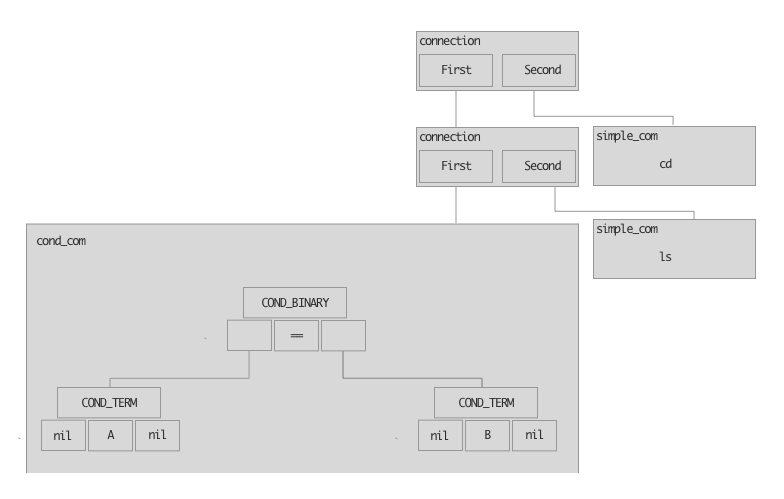 connection
First Second
simple_com
cd
connection
First Second
simple_com
ls
cond_com
COND_BINARY
==
COND_TERM
nil A nil
COND_TERM
nil B nil